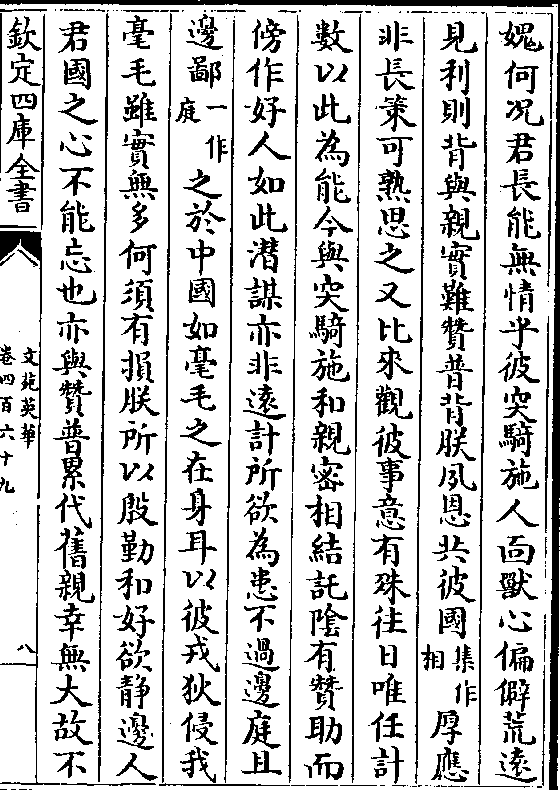 媿何况君長能無情乎彼突騎施人面獸心偏僻荒遠
見利則背與親實難贊普背朕夙恩共彼國集作相厚應
非長策可熟思之又比來觀彼事意有殊往日唯任計
數以此為能今與突騎施和親密相結託陰有贊助而
傍作好人如此潜謀亦非遠計所欲為患不過邊庭且
邊鄙一作庭之於中國如毫毛之在身耳以彼戎狄侵我
毫毛雖實無多何須有損朕所以殷勤和好欲静邊人
君國之心不能忘也亦與贊普累代舊親幸無大故不
欽定四庫全書
文苑英華
卷四百六十九
八